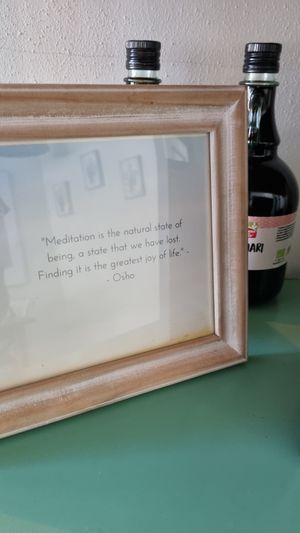 "Meditation is the natural state of
being, a state that we have lost.
Finding it is the greatest joy of life." -
- Osho
ARI